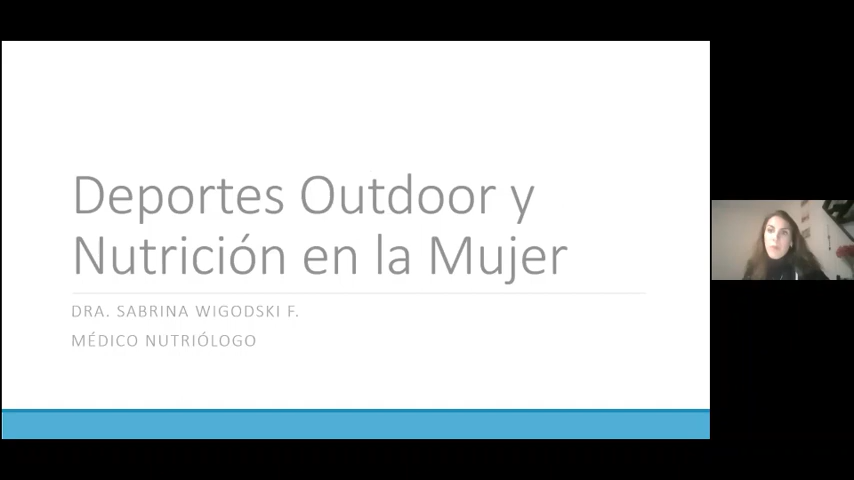 Deportes Outdoor y
Nutrición en la Mujer
DRA. SABRINA WIGODSKI F.
MÉDICO NUTRIÓLOGO